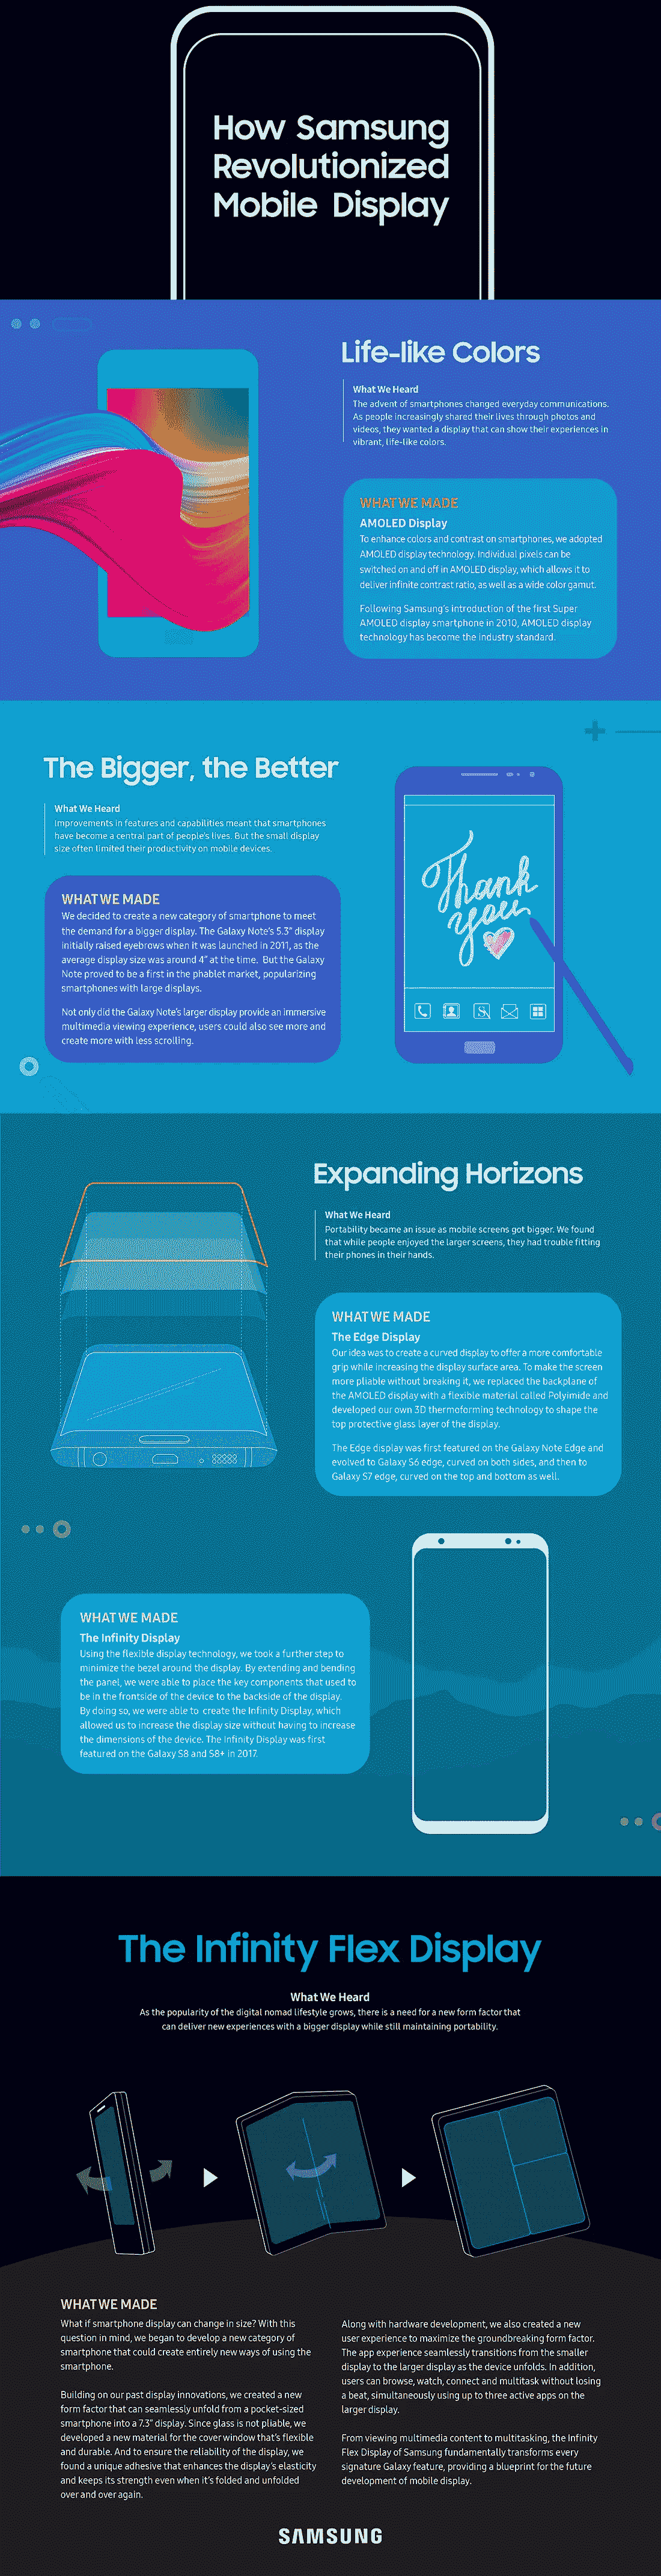 How Samsung
Revolutionized
Mobile Display
Life-like Colors
What We Heard
The advent of smartphones changed everyday communications.
As people increasingly shared their lives through photos and
videos, they wanted a display that can show their experiences in
vibrant, life-like colors.
WHAT WE MADE
AMOLED Display
To enhance colors and contrast on smartphones, we adopted
AMOLED display technology. Individual pixels can be
switched on and off in AMOLED display, which allows it to
deliver infinite contrast ratio, as well as a wide color gamut.
Following Samsung's introduction of the first Super
AMOLED display smartphone in 2010, AMOLED display
technology has become the industry standard.
The Bigger, the Better
What We Heard
Improvements in features and capabilities meant that smartphones
have become a central part of people's lives. But the small display
size often limited their productivity on mobile devices.
WHAT WE MADE
We decided to create a new category of smartphone to meet
the demand for a bigger display. The Galaxy Note's 5.3" display
initially raised eyebrows when it was launched in 2011, as the
average display size was around 4" at the time. But the Galaxy
Note proved to be a first in the phablet market, popularizing
smartphones with large displays.
Not only did the Galaxy Note's larger display provide an immersive
multimedia viewing experience, users could also see more and
create more with less scrolling.
Thank
you
Expanding Horizons
What We Heard
Portability became an issue as mobile screens got bigger. We found
that while people enjoyed the larger screens, they had trouble fitting
their phones in their hands.
WHAT WE MADE
The Edge Display
Our idea was to create a curved display to offer a more comfortable
grip while increasing the display surface area. To make the screen
more pliable without breaking it, we replaced the backplane of
the AMOLED display with a flexible material called Polyimide and
developed our own 3D thermoforming technology to shape the
top protective glass layer of the display.
The Edge display was first featured on the Galaxy Note Edge and
evolved to Galaxy S6 edge, curved on both sides, and then to
Galaxy S7 edge, curved on the top and bottom as well.
WHAT WE MADE
The Infinity Display
Using the flexible display technology, we took a further step to
minimize the bezel around the display. By extending and bending
the panel, we were able to place the key components that used to
be in the frontside of the device to the backside of the display.
By doing so, we were able to create the Infinity Display, which
allowed us to increase the display size without having to increase
the dimensions of the device. The Infinity Display was first
featured on the Galaxy S8 and S8+ in 2017.
The Infinity Flex Display
What We Heard
As the popularity of the digital nomad lifestyle grows, there is a need for a new form factor that
can deliver new experiences with a bigger display while still maintaining portability.
WHAT WE MADE
What if smartphone display can change in size? With this
question in mind, we began to develop a new category of
smartphone that could create entirely new ways of using the
smartphone.
Building on our past display innovations, we created a new
form factor that can seamlessly unfold from a pocket-sized
smartphone into a 7.3" display. Since glass is not pliable, we
developed a new material for the cover window that's flexible
and durable. And to ensure the reliability of the display, we
found a unique adhesive that enhances the display's elasticity
and keeps its strength even when it's folded and unfolded
over and over again.
Along with hardware development, we also created a new
user experience to maximize the groundbreaking form factor.
The app experience seamlessly transitions from the smaller
display to the larger display as the device unfolds. In addition,
users can browse, watch, connect and multitask without losing
a beat, simultaneously using up to three active apps on the
larger display.
From viewing multimedia content to multitasking, the Infinity
Flex Display of Samsung fundamentally transforms every
signature Galaxy feature, providing a blueprint for the future
development of mobile display.
SAMSUNG